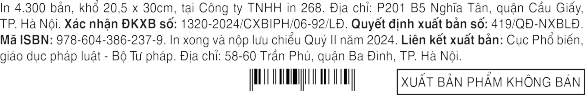 In 4.300 bản, khổ 20,5 x 30cm, tại Công ty TNHH in 268. Địa chỉ: P201 B5 Nghĩa Tân, quận Cầu Giấy,
TP. Hà Nội. Xác nhận ĐKXB số: 1320-2024/CXBIPH/06-92/LĐ. Quyết định xuất bản số: 419/QĐ-NXBLĐ.
Mã ISBN: 978-604-386-237-9. In xong và nộp lưu chiểu Quý II năm 2024. Liên kết xuất bản: Cục Phổ biến,
giáo dục pháp luật - Bộ Tư pháp. Địa chỉ: 58-60 Trần Phú, quận Ba Đình, TP. Hà Nội.
XUẤT BẢN PHẨM KHÔNG BÁN